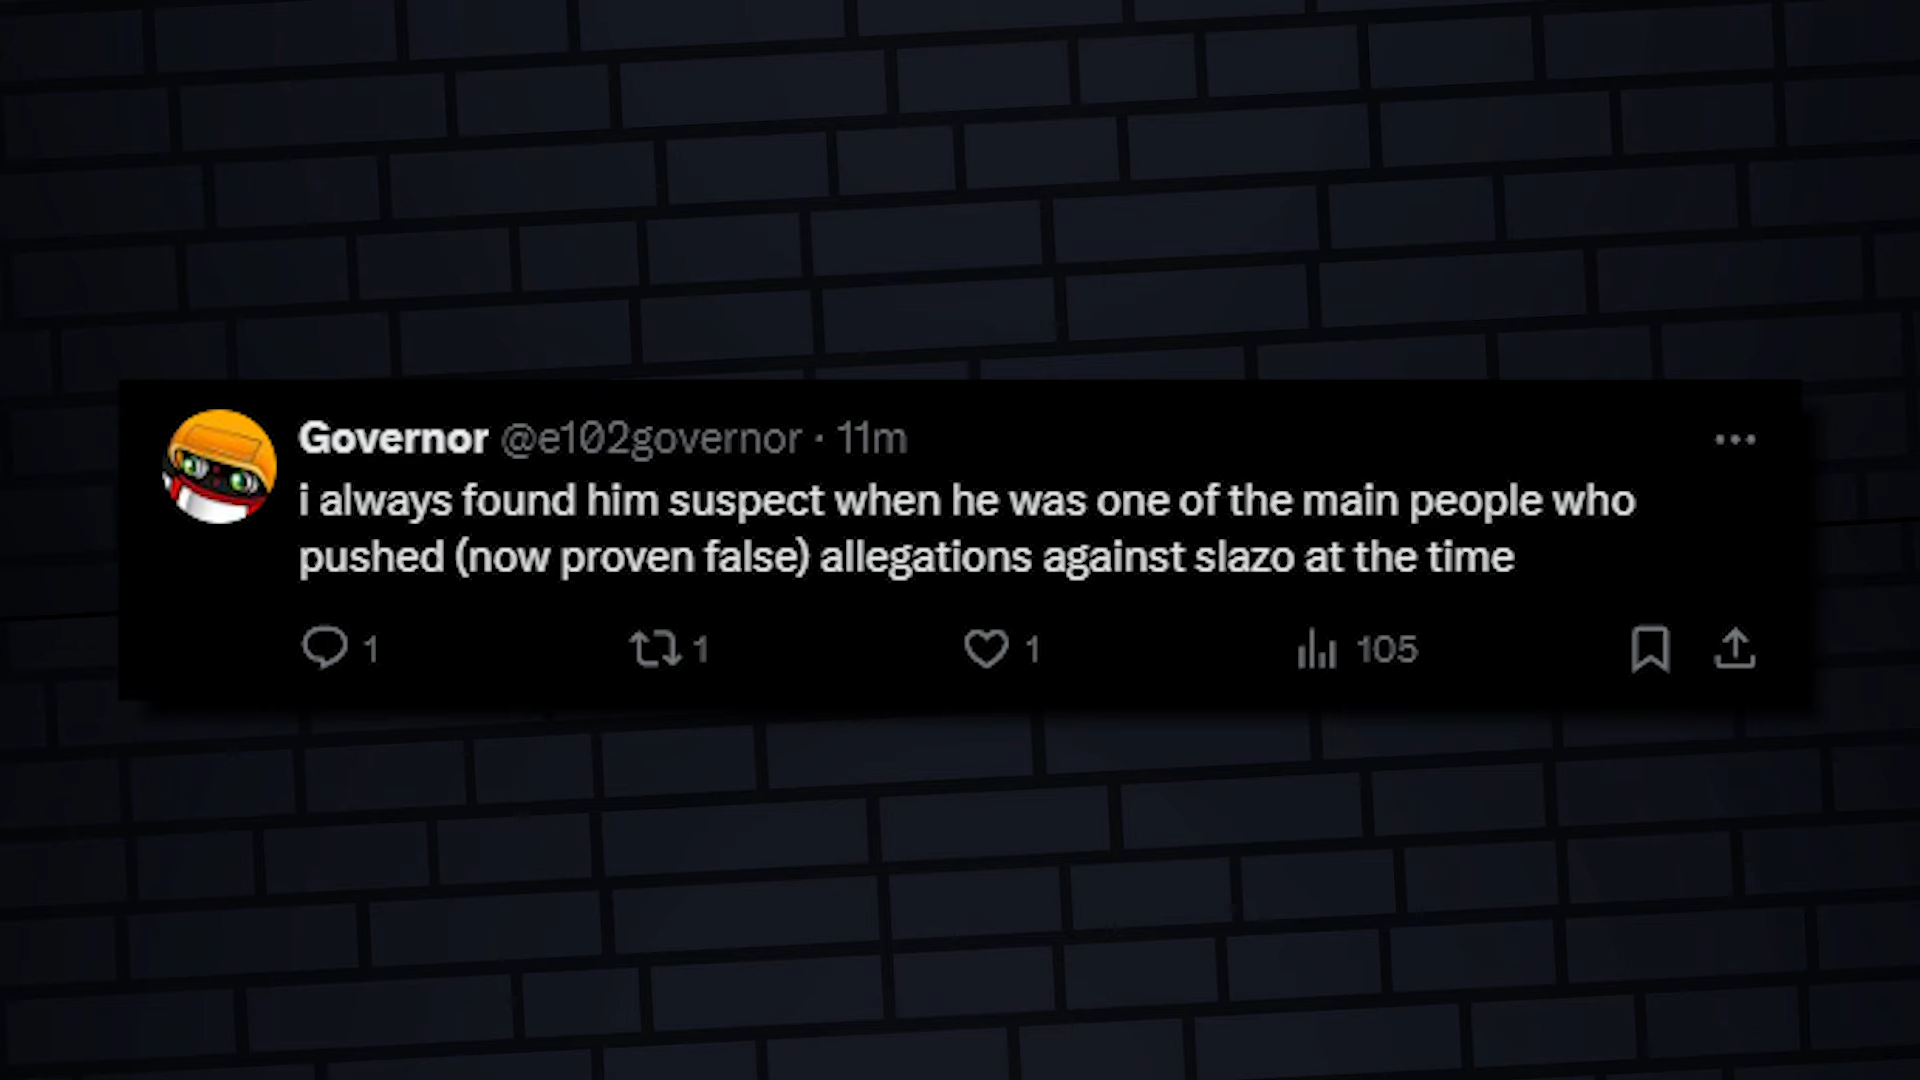 Governor @e102governor · 11m
i always found him suspect when he was one of the main people who
pushed (now proven false) allegations against slazo at the time
1 1 1 105